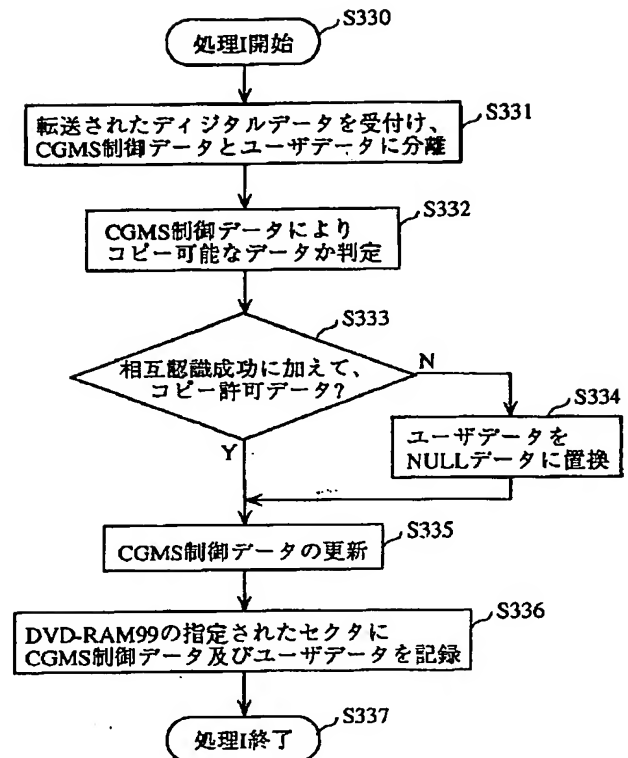 S330
処理I開始
S331
転送されたディジタルデータを受付け、
CGMS制御データとユーザデータに分離
S332
CGMS制御データにより
コピー可能なデータか判定
S333
相互認識成功に加えて、
コピー許可データ?
N
Y
S334
ユーザデータを
NULLデータに置換
S335
CGMS制御データの更新
S336
DVD-RAM99の指定されたセクタに
CGMS制御データ及びユーザデータを記録
S337
処理I終了